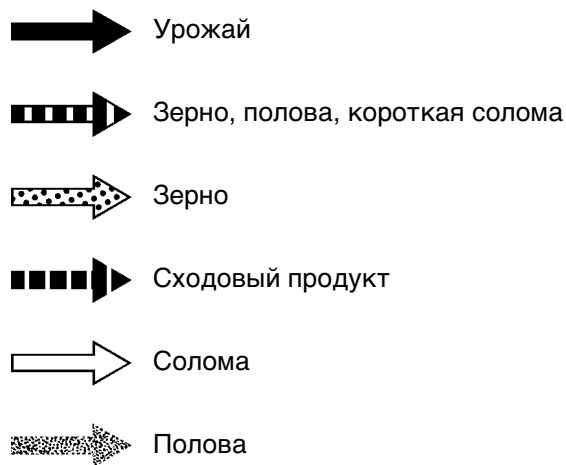 Урожай
Зерно, полова, короткая солома
Зерно
Сходовый продукт
Солома
Полова